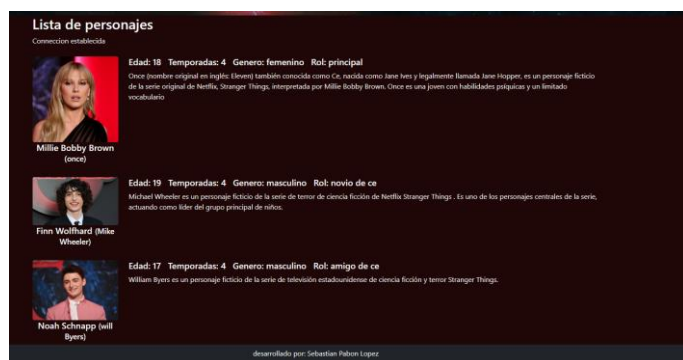 Lista de personajes
Conneccion establecida
Edad: 18 Temporadas: 4 Genero: femenino Rol: principal
Once (nombre original en inglés: Eleven) también conocida como Ce, nacida como Jane Ives y legalmente llamada Jane Hopper, es un personaje ficticio
de la serie original de Netflix, Stranger Things, interpretada por Millie Bobby Brown. Once es una joven con habilidades psíquicas y un limitado
vocabulario
Millie Bobby Brown
(once)
Edad: 19 Temporadas: 4 Genero: masculino Rol: novio de ce
Michael Wheeler es un personaje ficticio de la serie de terror de ciencia ficción de Netflix Stranger Things . Es uno de los personajes centrales de la serie,
actuando como líder del grupo principal de niños.
Finn Wolfhard (Mike
Wheeler)
Edad: 17 Temporadas: 4 Genero: masculino Rol: amigo de ce
William Byers es un personaje ficticio de la serie de televisión estadounidense de ciencia ficción y terror Stranger Things.
Noah Schnapp (will
Byers)
desarrollado por: Sebastian Pabon Lopez